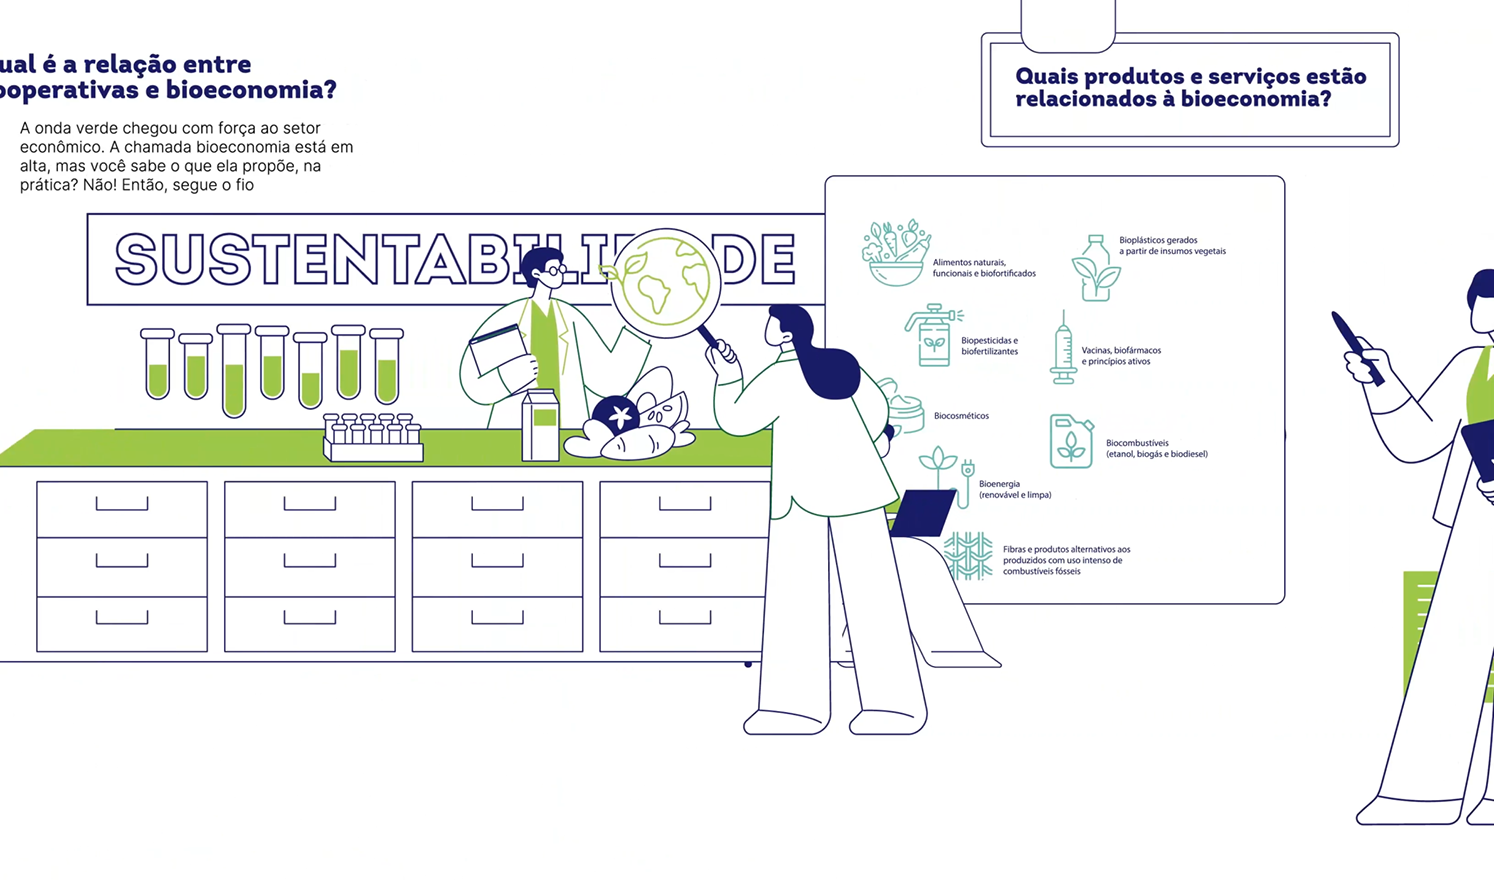 ual é a relação entre
ooperativas e bioeconomia?
A onda verde chegou com força ao setor
econômico. A chamada bioeconomia está em
alta, mas você sabe o que ela propõe, na
prática? Não! Então, segue o fio
SUSTENTABILI DE
Quais produtos e serviços estão
relacionados à bioeconomia?
Alimentos naturais,
funcionais e biofortificados
Bioplásticos gerados
a partir de insumos vegetais
Biopesticidas e
biofertilizantes
Vacinas, biofármacos
e princípios ativos
Biocosméticos
Biocombustíveis
(etanol, biogás e biodiesel)
Bioenergia
(renovável e limpa)
Fibras e produtos alternativos aos
produzidos com uso intenso de
combustíveis fósseis